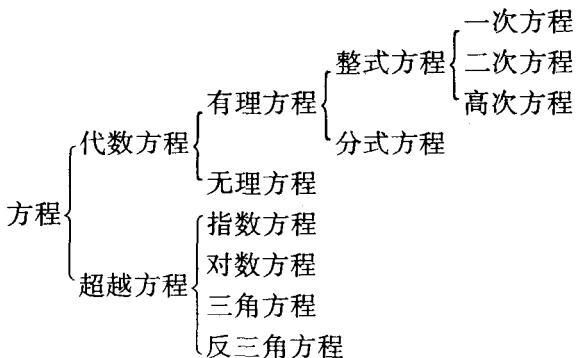 一次方程
整式方程
二次方程
有理方程
高次方程
代数方程
分式方程
无理方程
方程
指数方程
对数方程
超越方程
三角方程
反三角方程